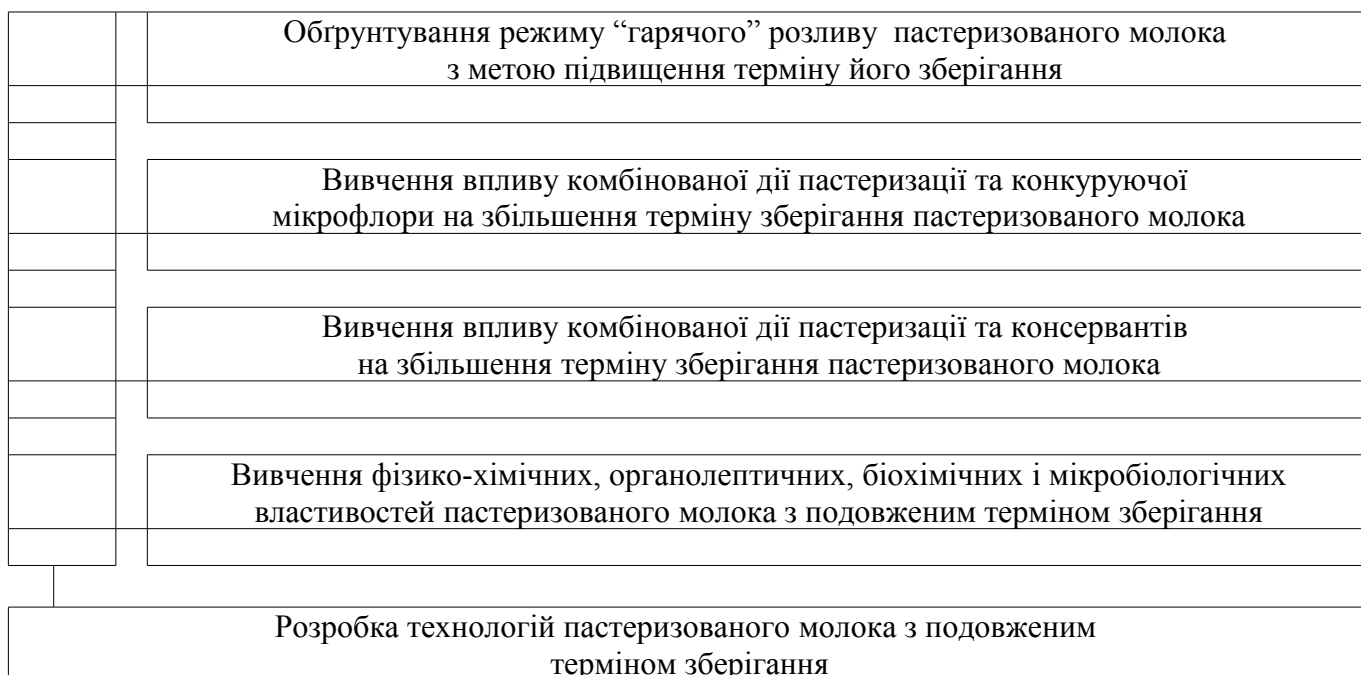 Обґрунтування режиму “гарячого” розливу пастеризованого молока
з метою підвищення терміну його зберігання
Вивчення впливу комбінованої дії пастеризації та конкуруючої
мікрофлори на збільшення терміну зберігання пастеризованого молока
Вивчення впливу комбінованої дії пастеризації та консервантів
на збільшення терміну зберігання пастеризованого молока
Вивчення фізико-хімічних, органолептичних, біохімічних і мікробіологічних
властивостей пастеризованого молока з подовженим терміном зберігання
Розробка технологій пастеризованого молока з подовженим
терміном зберігання